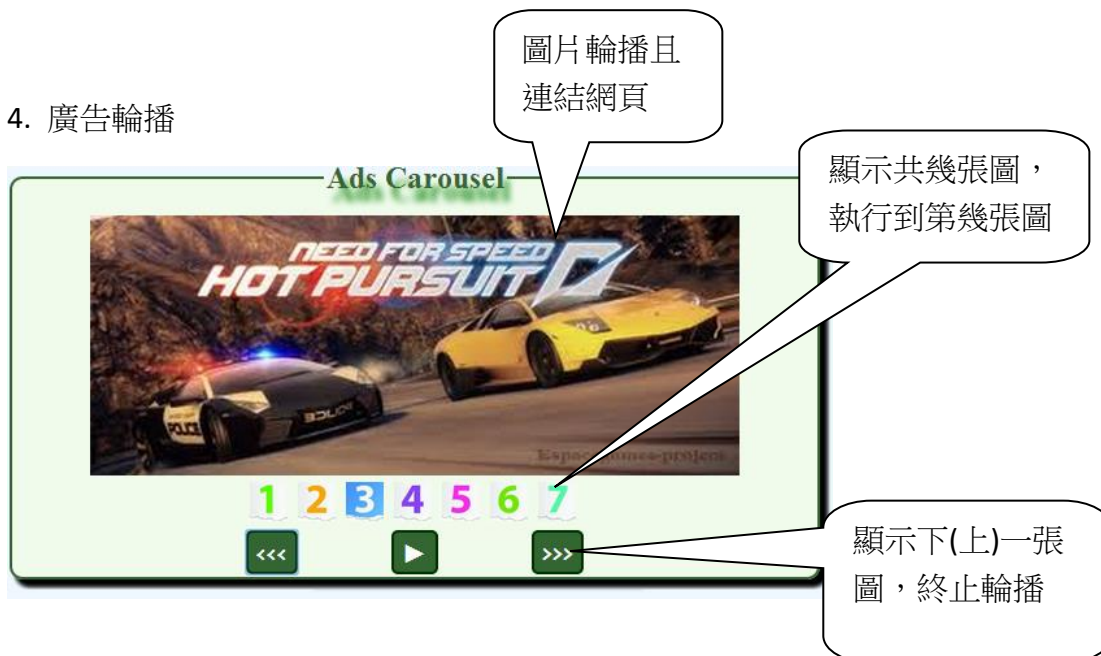 圖片輪播且
連結網頁
4. 廣告輪播
顯示共幾張圖，
執行到第幾張圖
Ads Carousel
NEED FOR SPEED
HOT PURSUIT
POLICE
POLICE
1 2 3 4 5 6 7
<<< ▶ >>>
顯示下(上)一張
圖，終止輪播